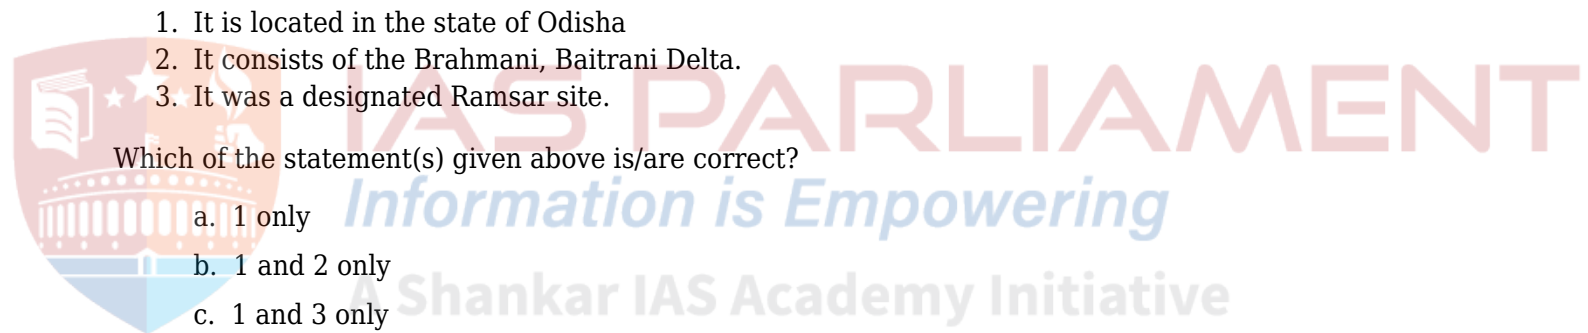 1. It is located in the state of Odisha
2. It consists of the Brahmani, Baitrani Delta.
3. It was a designated Ramsar site.
IAS PARLIAMENT
Which of the statement(s) given above is/are correct?
Information is Empowering
a. 1 only
b. 1 and 2 only
A Shankar IAS Academy Initiative
c. 1 and 3 only